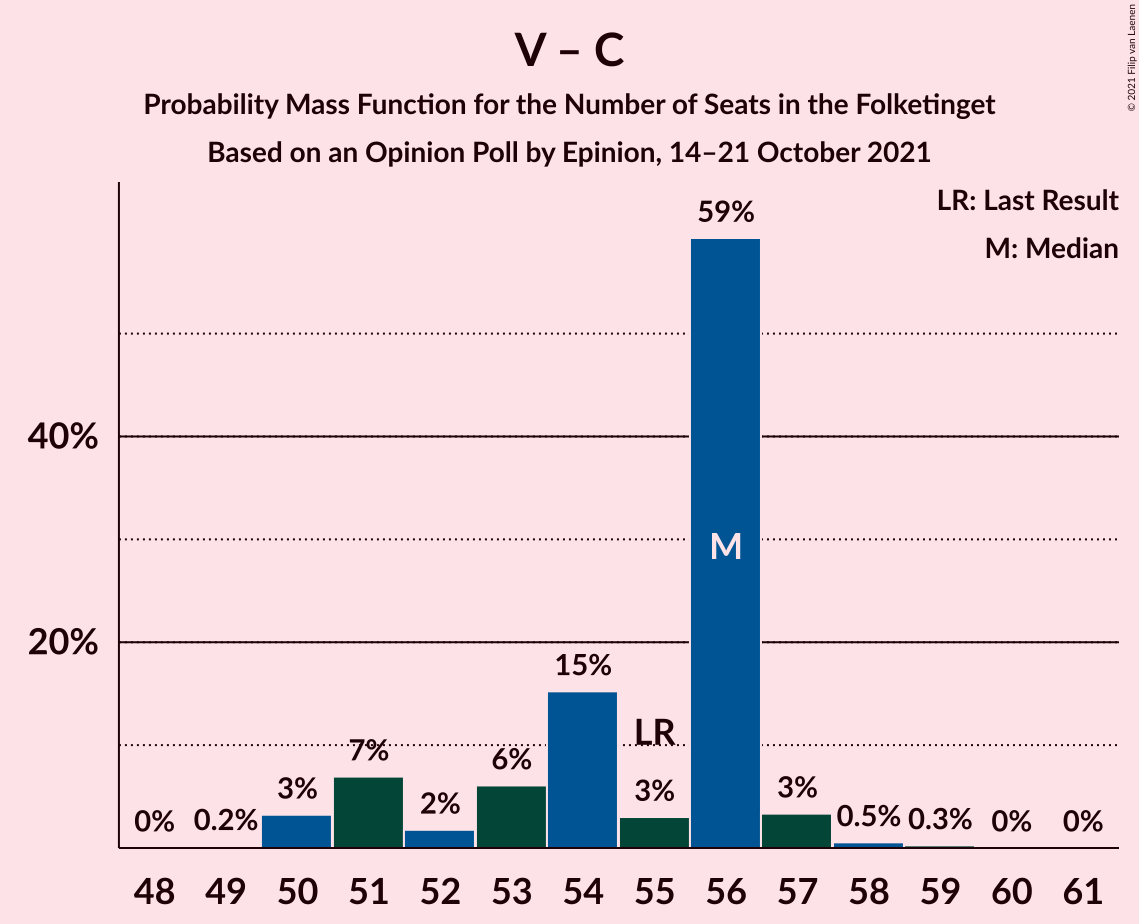 V – C
Probability Mass Function for the Number of Seats in the Folketinget
Based on an Opinion Poll by Epinion, 14–21 October 2021
© 2021 Filip van Laenen
LR: Last Result
M: Median
59%
40%
M
20%
15%
LR
7%
6%
3%
2%
3%
3%
0%
0.2%
0.5%
0.3%
0%
0%
48 49 50 51 52 53 54 55 56 57 58 59 60 61